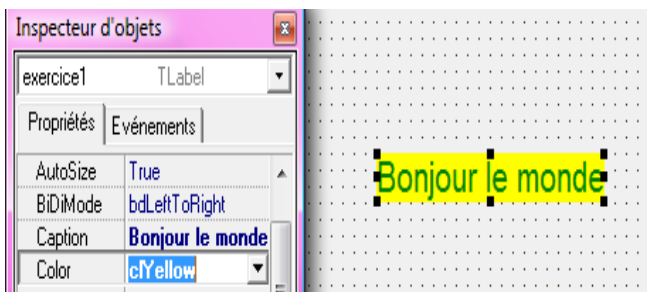 Inspecteur d'objets
exercice1 TLabel
Propriétés Evénements
AutoSize True
BiDiMode bdLeftToRight
Caption Bonjour le monde
Color clYellow
Bonjour le monde